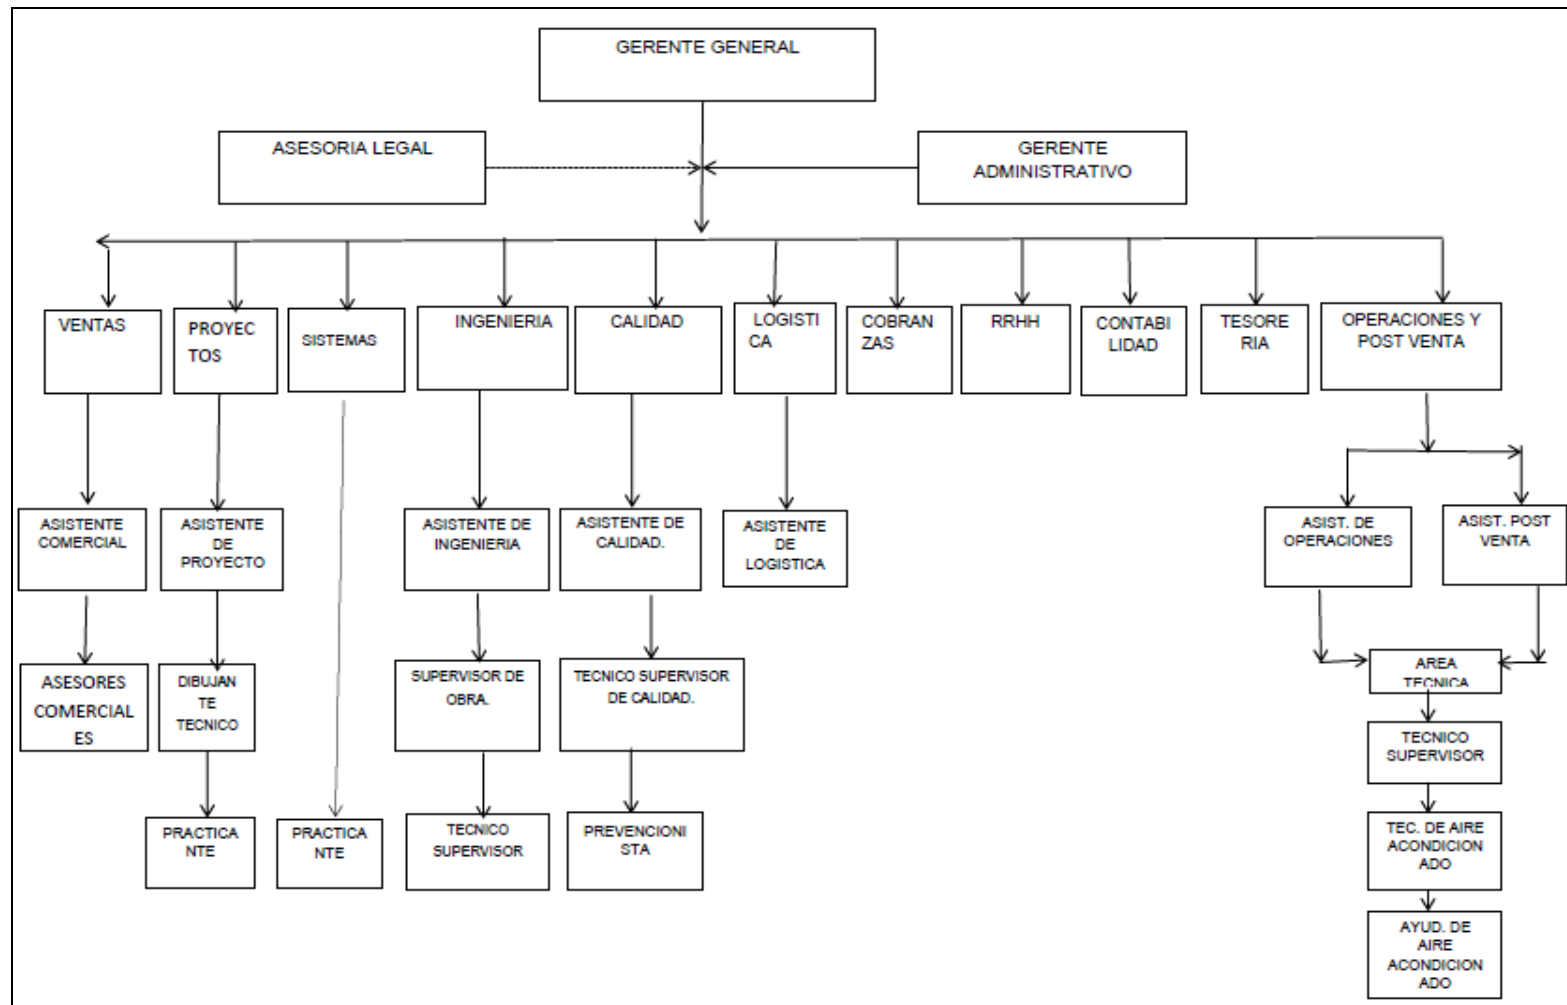 GERENTE GENERAL
ASESORIA LEGAL
GERENTE
ADMINISTRATIVO
VENTAS
PROYEC
TOS
SISTEMAS
INGENIERIA
CALIDAD
LOGISTI
CA
COBRAN
ZAS
RRHH
CONTABI
LIDAD
TESORE
RIA
OPERACIONES Y
POST VENTA
ASISTENTE
COMERCIAL
ASISTENTE
DE
PROYECTO
ASISTENTE DE
INGENIERIA
ASISTENTE DE
CALIDAD.
ASISTENTE
DE
LOGISTICA
ASIST. DE
OPERACIONES
ASIST. POST
VENTA
ASESORES
COMERCIAL
ES
DIBUJAN
TE
TECNICO
SUPERVISOR DE
OBRA.
TECNICO SUPERVISOR
DE CALIDAD.
AREA
TECNICA
TECNICO
SUPERVISOR
PRACTICA
NTE
PRACTICA
NTE
TECNICO
SUPERVISOR
PREVENCIONI
STA
TEC. DE AIRE
ACONDICION
ADO
AYUD. DE
AIRE
ACONDICION
ADO